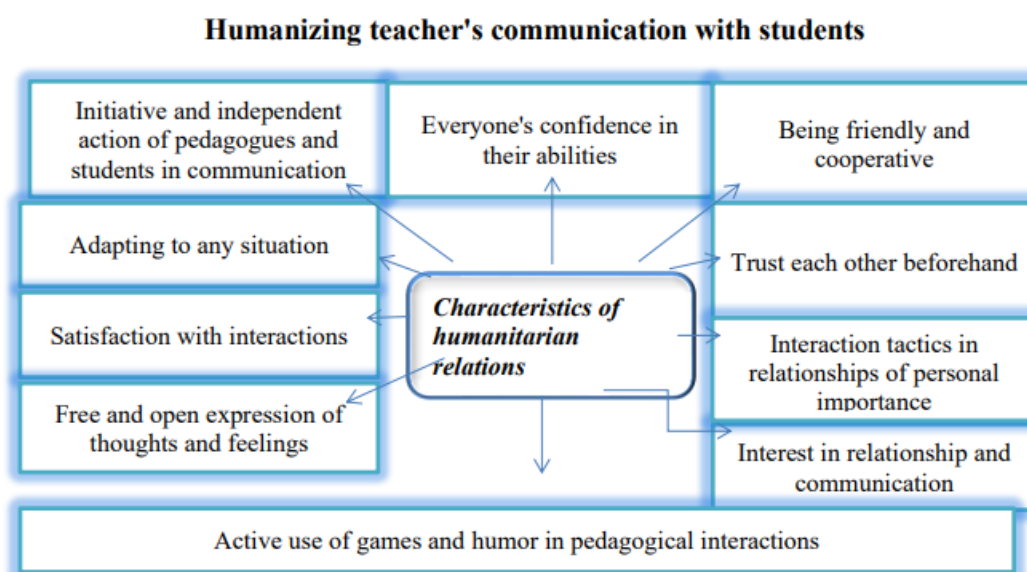 Humanizing teacher's communication with students
Initiative and independent
action of pedagogues and
students in communication
Everyone's confidence in
their abilities
Being friendly and
cooperative
Adapting to any situation
Trust each other beforehand
Characteristics of
humanitarian
relations
Satisfaction with interactions
Interaction tactics in
relationships of personal
importance
Free and open expression of
thoughts and feelings
Interest in relationship and
communication
Active use of games and humor in pedagogical interactions